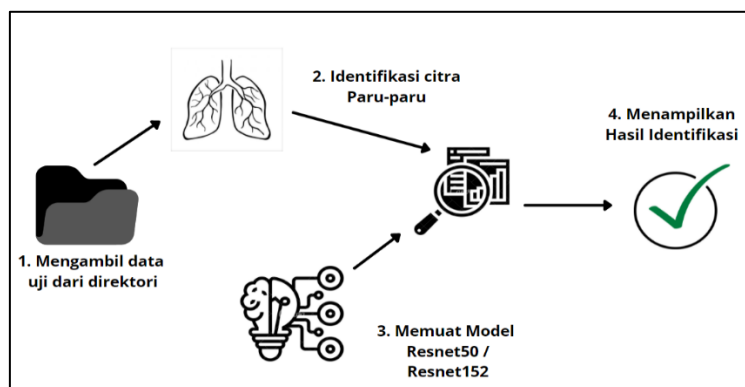 1. Mengambil data
uji dari direktori
2. Identifikasi citra
Paru-paru
3. Memuat Model
Resnet50 /
Resnet152
4. Menampilkan
Hasil Identifikasi